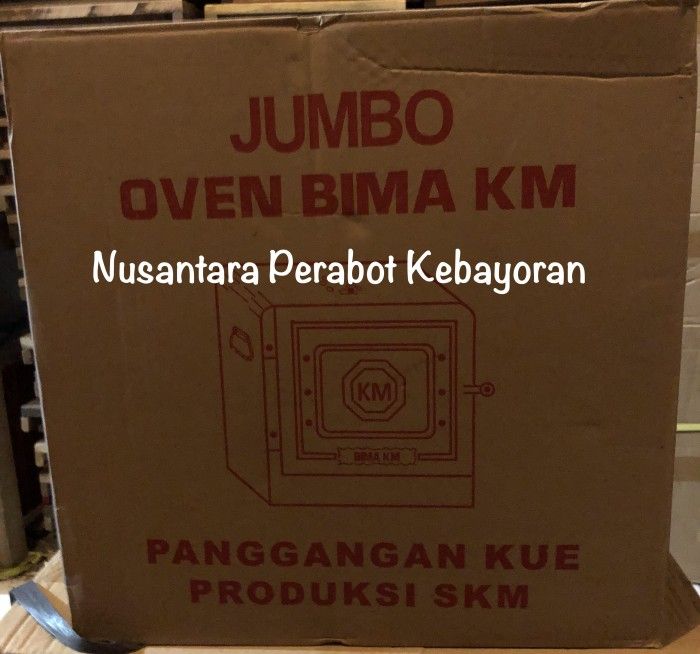 JUMBO
OVEN BIMA KM
Nusantara Perabot Kebayoran
KM
BIMA KM
PANGGANGAN KUE
PRODUKSI SKM